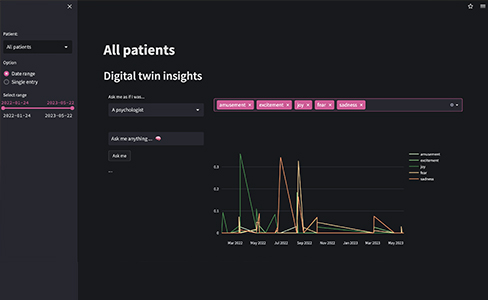 Patient:
All patients
Option
Date range
Single entry
Select range
2022-01-24 2023-05-22
2022-01-24 2023-05-22
All patients
Digital twin insights
Ask me as if I was...
A psychologist
Ask me anything ...
Ask me
...
amusement × excitement × joy × fear × sadness ×
amusement
excitement
joy
fear
sadness
0.3
0.2
0.1
0
Mar 2022 May 2022 Jul 2022 Sep 2022 Nov 2022 Jan 2023 Mar 2023 May 2023